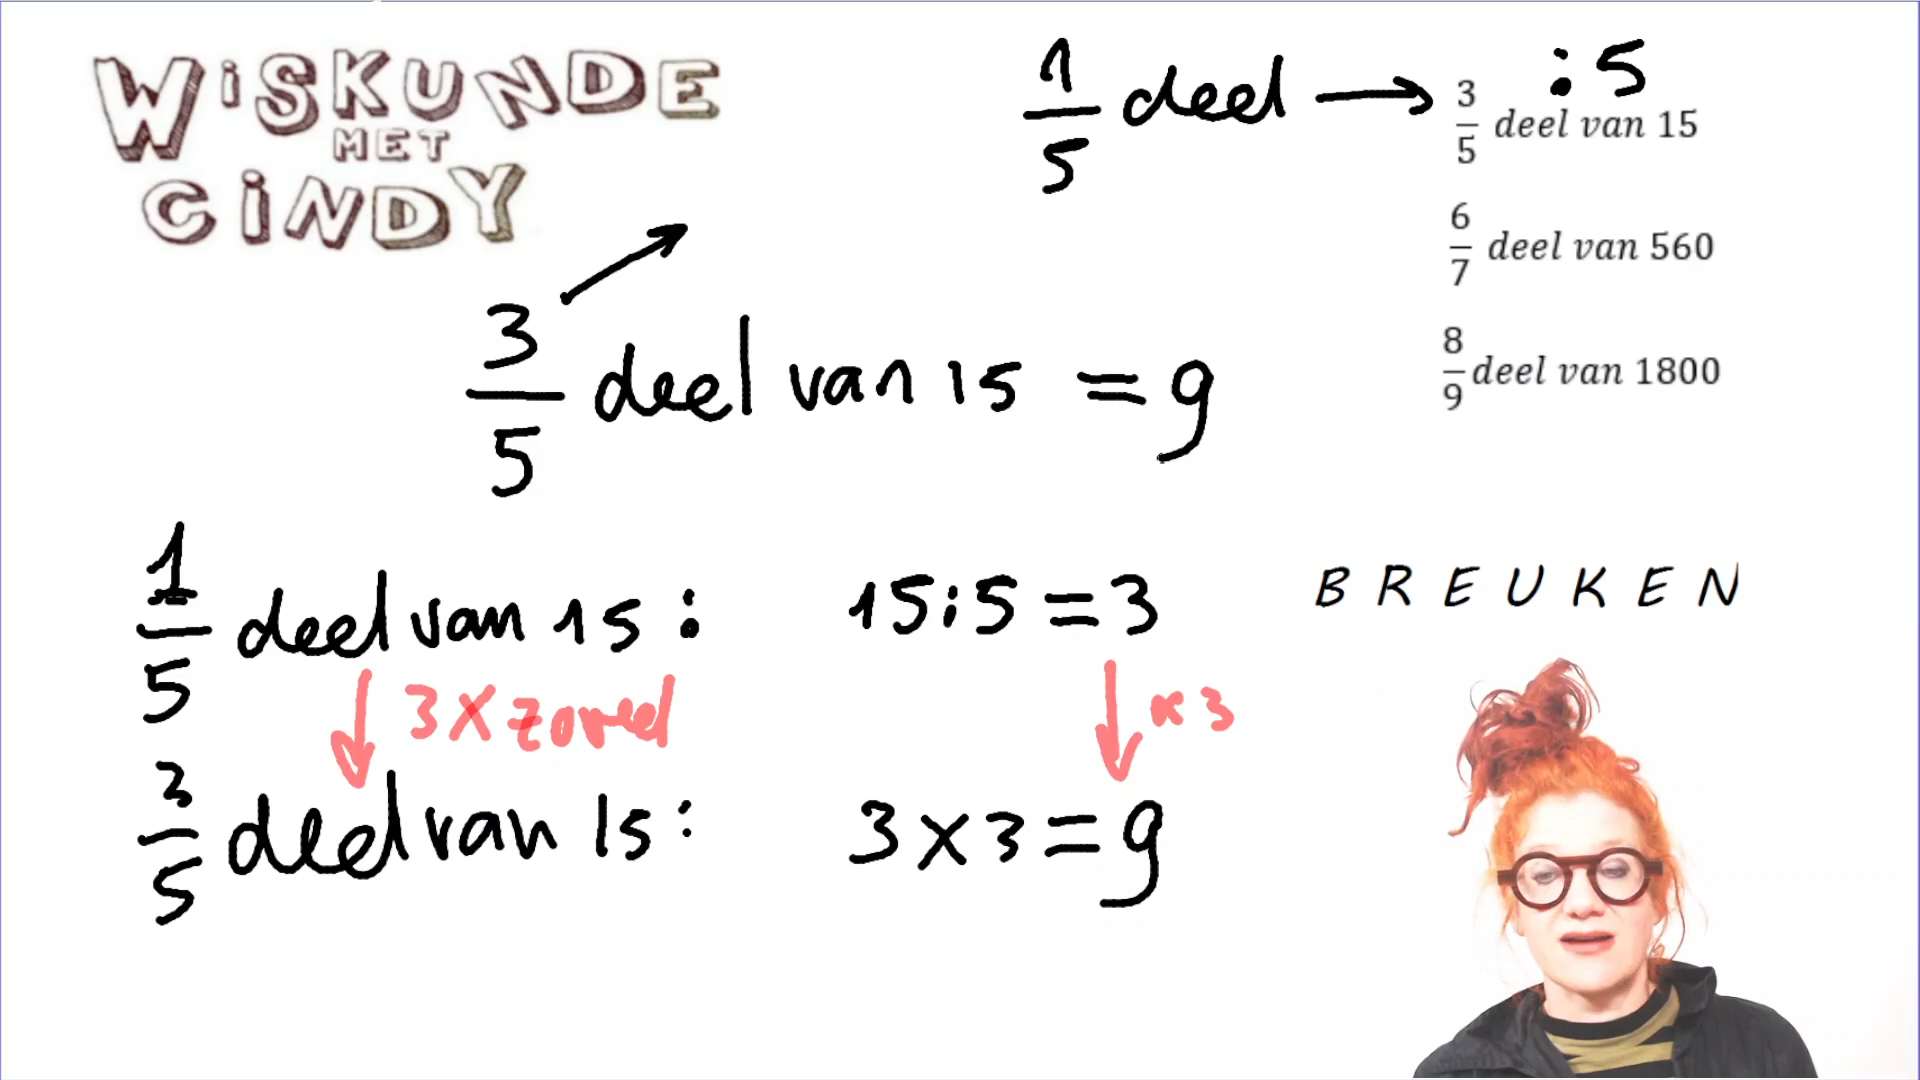 WiSKUNDE
MET
CiNDY
1/5 deel → :5
3/5 deel van 15
6/7 deel van 560
8/9 deel van 1800
3/5 deel van 15 = 9
1/5 deel van 15 : 15:5 = 3
3x zoveel x3
3/5 deel van 15 : 3 x 3 = 9
BREUKEN